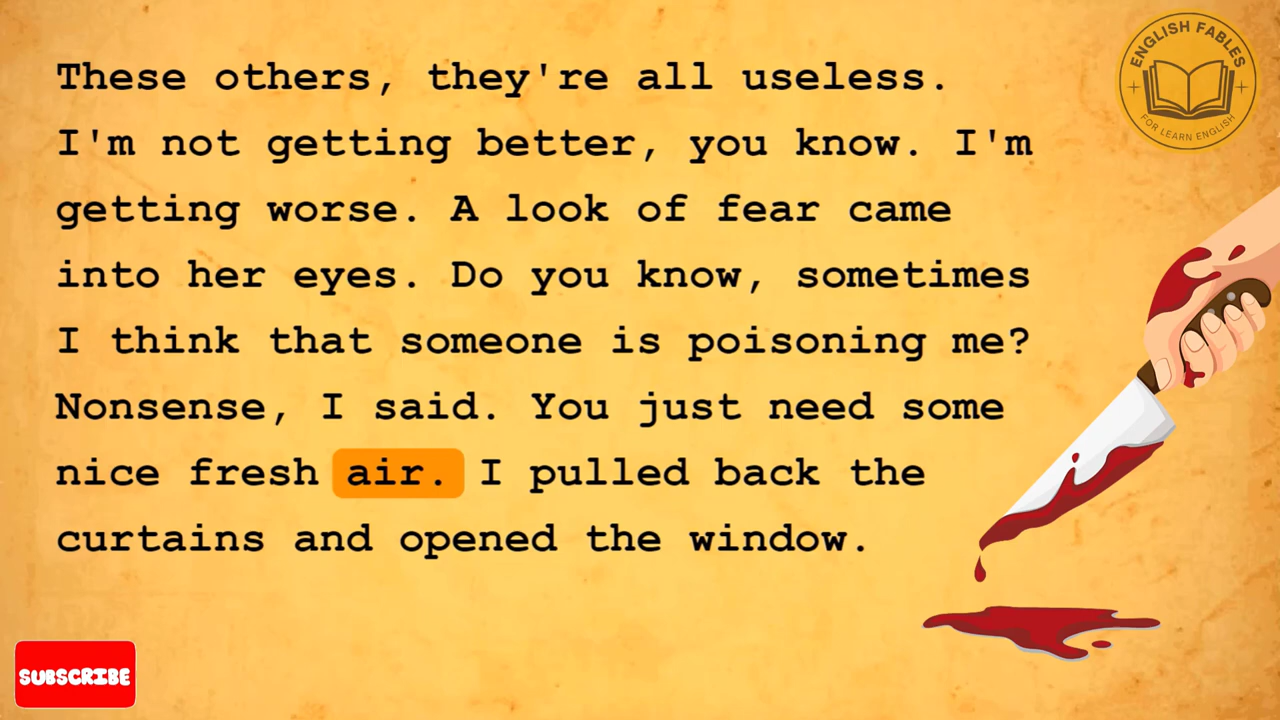 These others, they're all useless.
I'm not getting better, you know. I'm
getting worse. A look of fear came
into her eyes. Do you know, sometimes
I think that someone is poisoning me?
Nonsense, I said. You just need some
nice fresh air. I pulled back the
curtains and opened the window.
ENGLISH FABLES
FOR LEARN ENGLISH
SUBSCRIBE